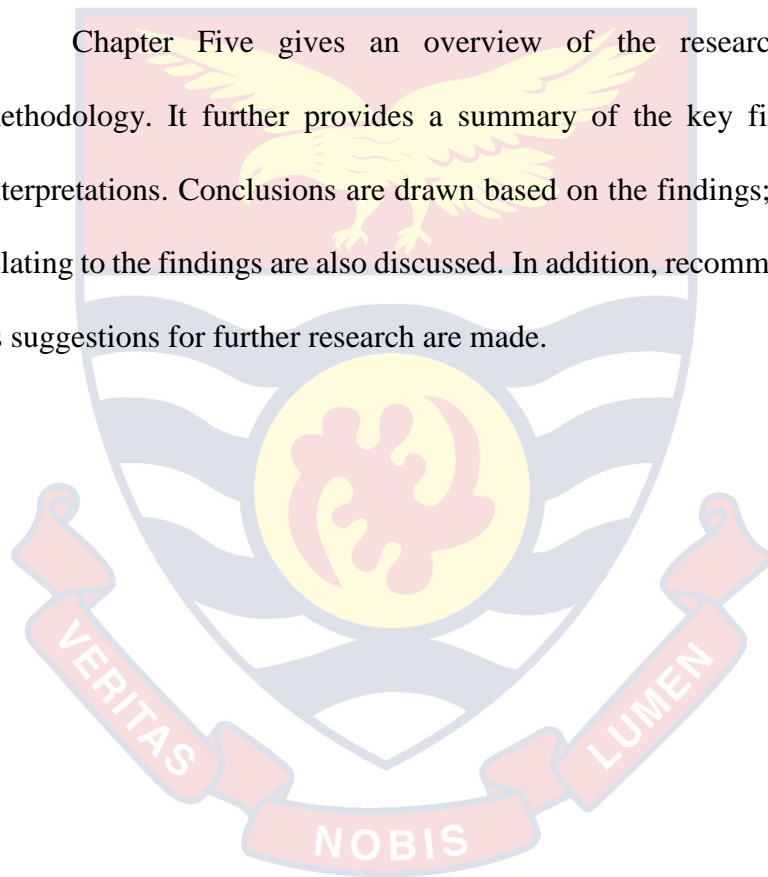 Chapter Five gives an overview of the researc
ethodology. It further provides a summary of the key fi
nterpretations. Conclusions are drawn based on the findings;
lating to the findings are also discussed. In addition, recomm
s suggestions for further research are made.
VERITAS
NOBIS
LUMEN